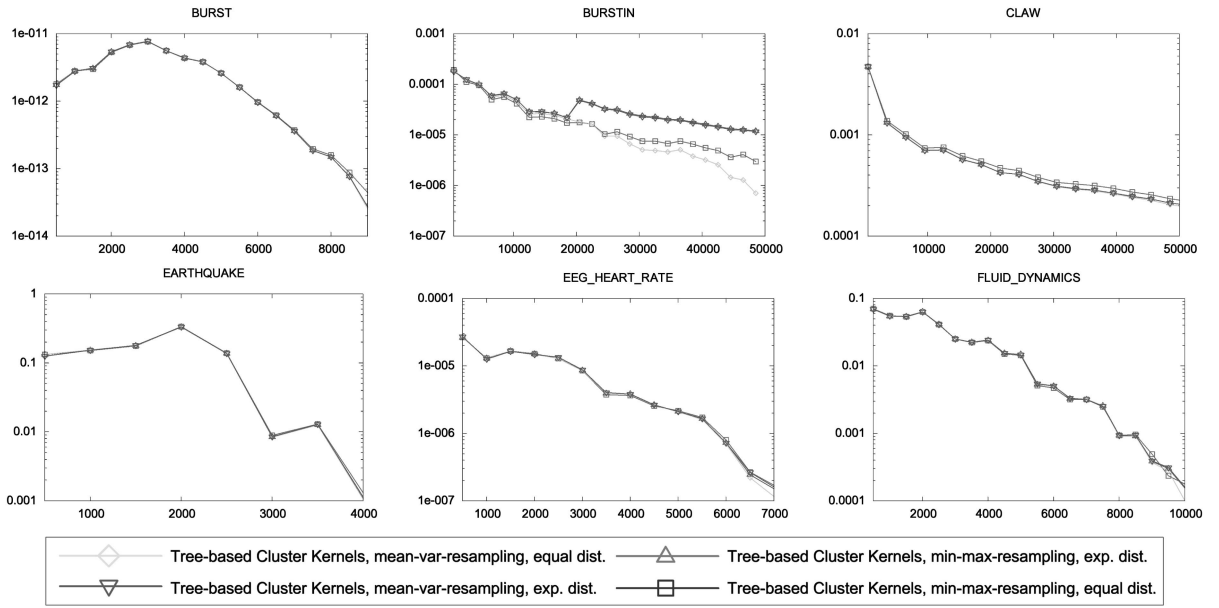 BURST
1e-011
1e-012
1e-013
1e-014
2000 4000 6000 8000
BURSTIN
0.001
0.0001
1e-005
1e-006
1e-007
10000 20000 30000 40000 50000
CLAW
0.01
0.001
0.0001
10000 20000 30000 40000 50000
EARTHQUAKE
1
0.1
0.01
0.001
1000 2000 3000 4000
EEG_HEART_RATE
0.0001
1e-005
1e-006
1e-007
1000 2000 3000 4000 5000 6000 7000
FLUID_DYNAMICS
0.1
0.01
0.001
0.0001
2000 4000 6000 8000 10000
Tree-based Cluster Kernels, mean-var-resampling, equal dist.
Tree-based Cluster Kernels, min-max-resampling, exp. dist.
Tree-based Cluster Kernels, mean-var-resampling, exp. dist.
Tree-based Cluster Kernels, min-max-resampling, equal dist.